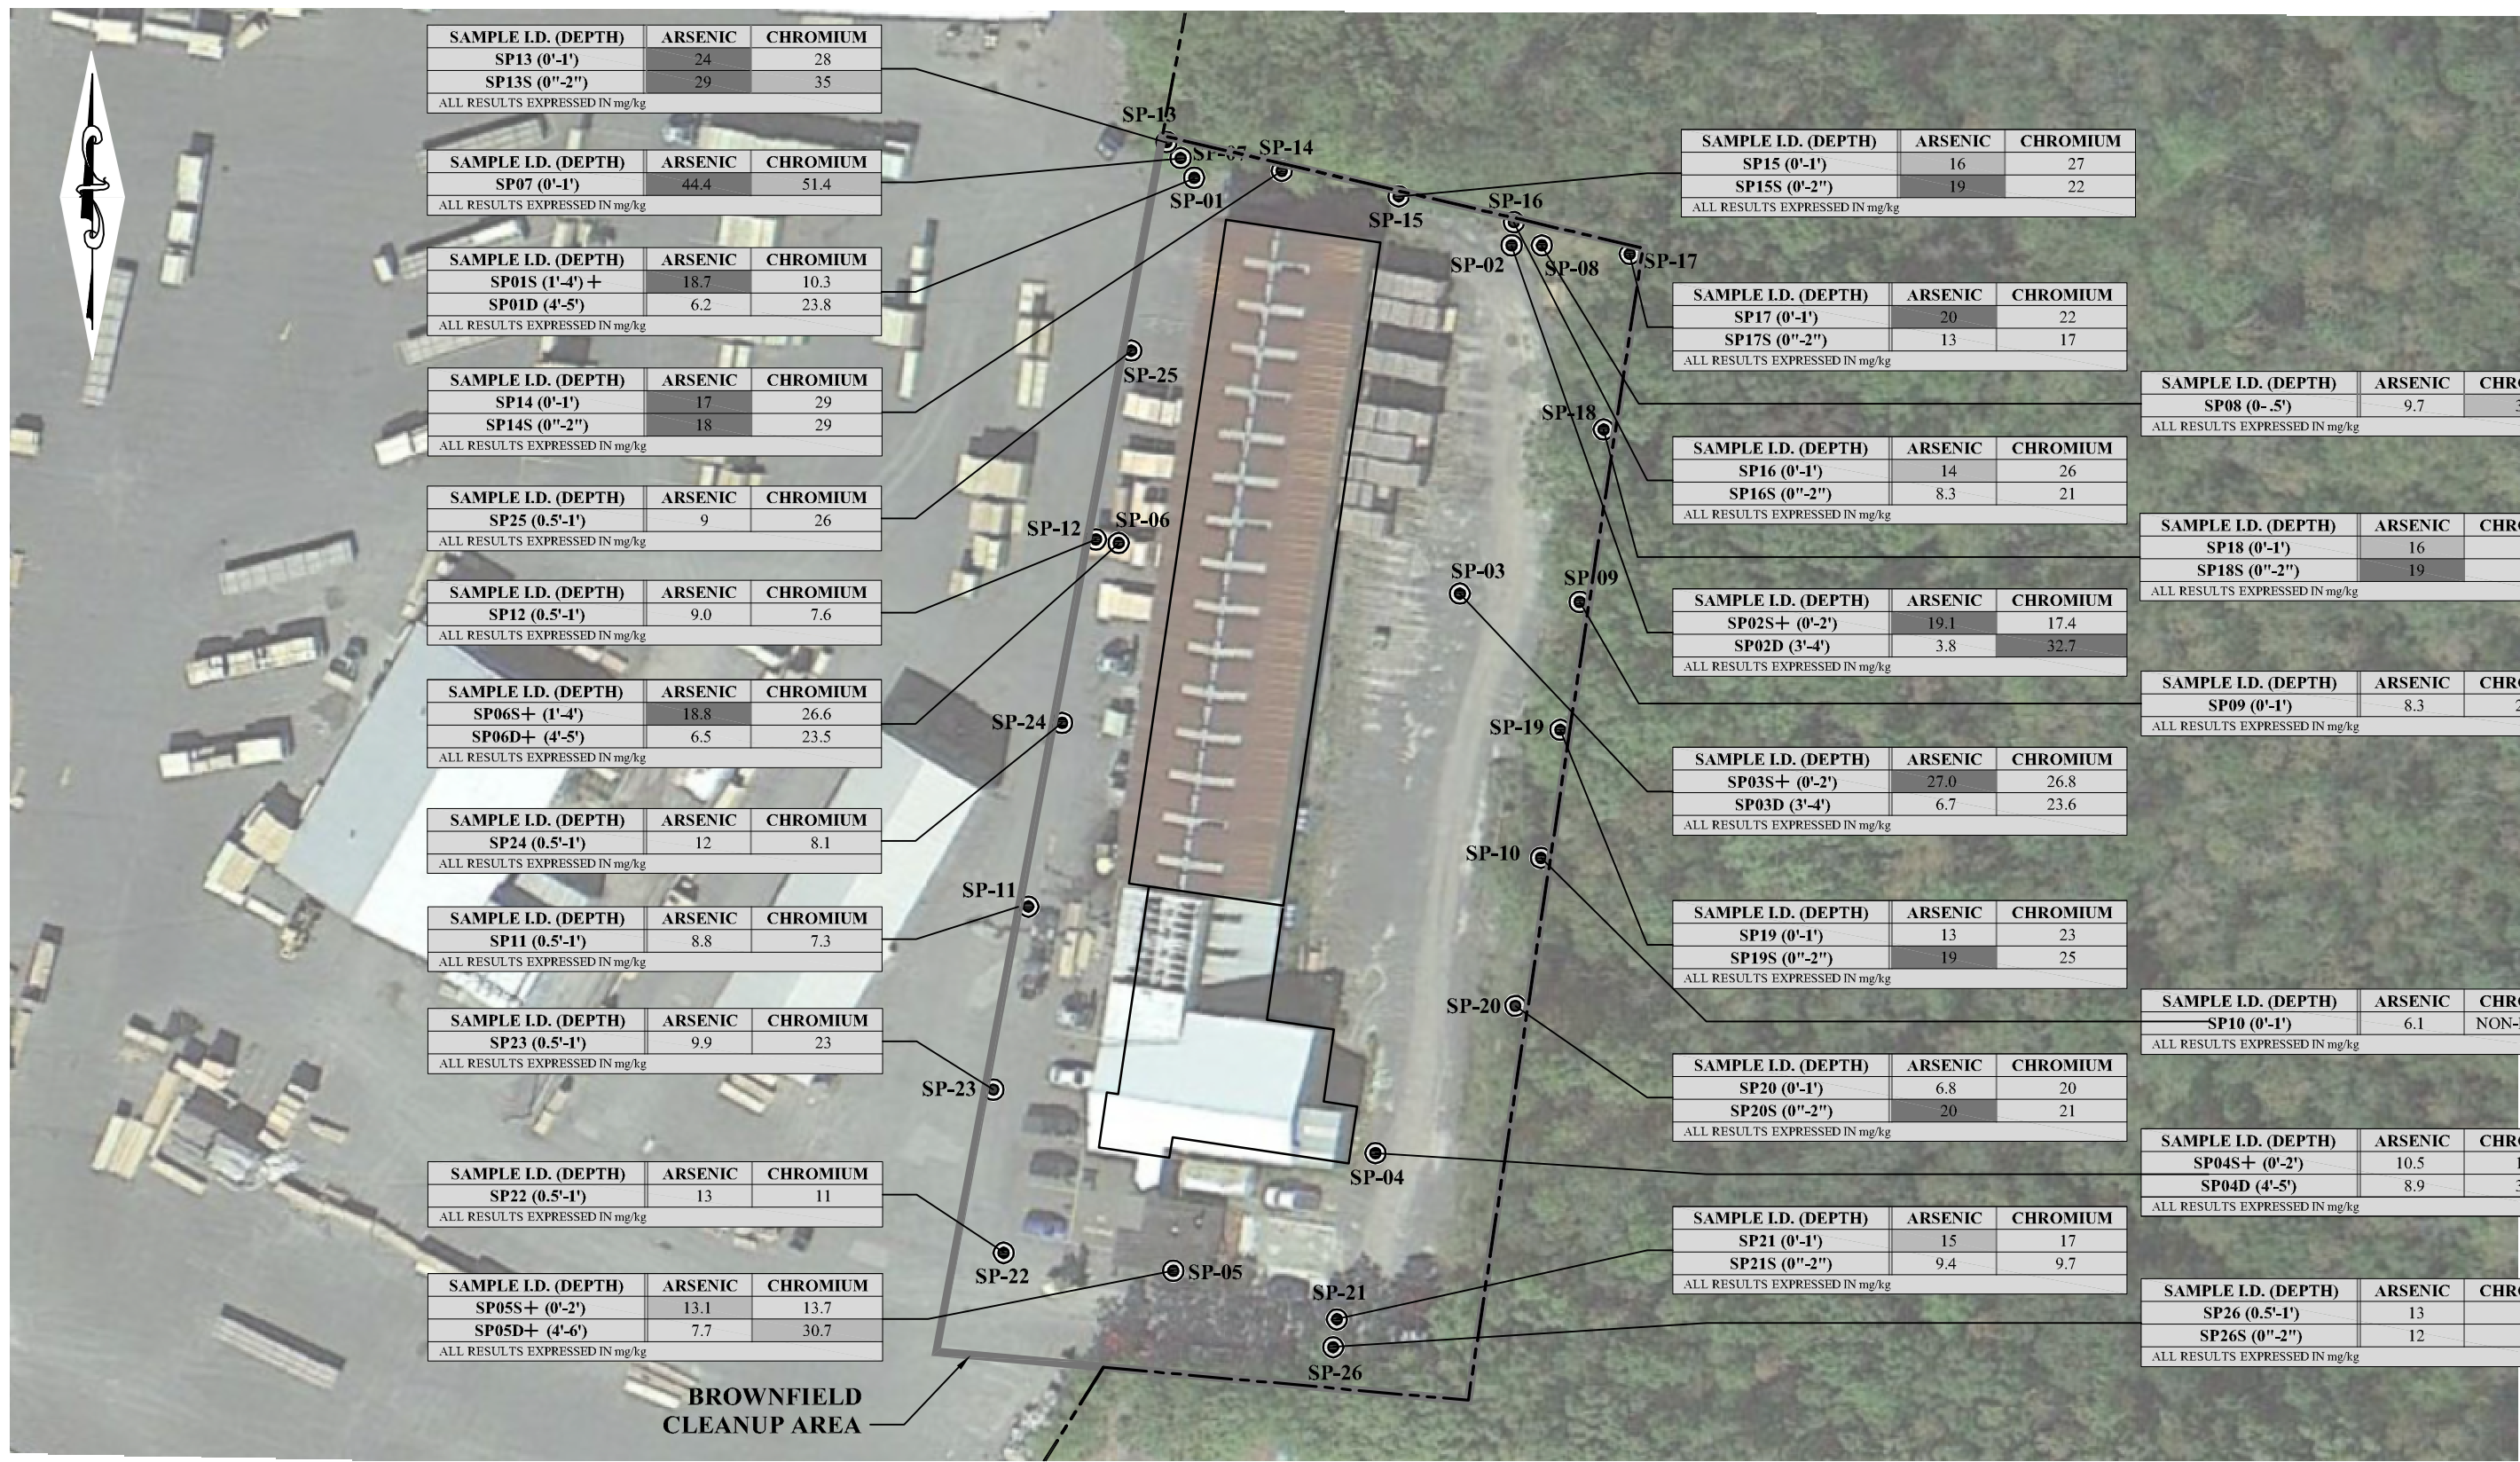 SAMPLE I.D. (DEPTH) ARSENIC CHROMIUM
SP13 (0'-1') 24 28
SP13S (0"-2") 29 35
ALL RESULTS EXPRESSED IN mg/kg
SAMPLE I.D. (DEPTH) ARSENIC CHROMIUM
SP07 (0'-1') 44.4 51.4
ALL RESULTS EXPRESSED IN mg/kg
SAMPLE I.D. (DEPTH) ARSENIC CHROMIUM
SP01S (1'-4') + 18.7 10.3
SP01D (4'-5') 6.2 23.8
ALL RESULTS EXPRESSED IN mg/kg
SAMPLE I.D. (DEPTH) ARSENIC CHROMIUM
SP14 (0'-1') 17 29
SP14S (0"-2") 18 29
ALL RESULTS EXPRESSED IN mg/kg
SAMPLE I.D. (DEPTH) ARSENIC CHROMIUM
SP25 (0.5'-1') 9 26
ALL RESULTS EXPRESSED IN mg/kg
SAMPLE I.D. (DEPTH) ARSENIC CHROMIUM
SP12 (0.5'-1') 9.0 7.6
ALL RESULTS EXPRESSED IN mg/kg
SAMPLE I.D. (DEPTH) ARSENIC CHROMIUM
SP06S+ (1'-4') 18.8 26.6
SP06D+ (4'-5') 6.5 23.5
ALL RESULTS EXPRESSED IN mg/kg
SAMPLE I.D. (DEPTH) ARSENIC CHROMIUM
SP24 (0.5'-1') 12 8.1
ALL RESULTS EXPRESSED IN mg/kg
SAMPLE I.D. (DEPTH) ARSENIC CHROMIUM
SP11 (0.5'-1') 8.8 7.3
ALL RESULTS EXPRESSED IN mg/kg
SAMPLE I.D. (DEPTH) ARSENIC CHROMIUM
SP23 (0.5'-1') 9.9 23
ALL RESULTS EXPRESSED IN mg/kg
SAMPLE I.D. (DEPTH) ARSENIC CHROMIUM
SP22 (0.5'-1') 13 11
ALL RESULTS EXPRESSED IN mg/kg
SAMPLE I.D. (DEPTH) ARSENIC CHROMIUM
SP05S+ (0'-2') 13.1 13.7
SP05D+ (4'-6') 7.7 30.7
ALL RESULTS EXPRESSED IN mg/kg
BROWNFIELD
CLEANUP AREA
SP-13
SP-07
SP-14
SP-01
SP-15
SP-16
SP-02
SP-08
SP-17
SP-25
SP-18
SP-12
SP-06
SP-03
SP-09
SP-24
SP-19
SP-10
SP-11
SP-20
SP-23
SP-04
SP-22
SP-05
SP-21
SP-26
SAMPLE I.D. (DEPTH) ARSENIC CHROMIUM
SP15 (0'-1') 16 27
SP15S (0'-2") 19 22
ALL RESULTS EXPRESSED IN mg/kg
SAMPLE I.D. (DEPTH) ARSENIC CHROMIUM
SP17 (0'-1') 20 22
SP17S (0"-2") 13 17
ALL RESULTS EXPRESSED IN mg/kg
SAMPLE I.D. (DEPTH) ARSENIC CHROMIUM
SP16 (0'-1') 14 26
SP16S (0"-2") 8.3 21
ALL RESULTS EXPRESSED IN mg/kg
SAMPLE I.D. (DEPTH) ARSENIC CHROMIUM
SP02S+ (0'-2') 19.1 17.4
SP02D (3'-4') 3.8 32.7
ALL RESULTS EXPRESSED IN mg/kg
SAMPLE I.D. (DEPTH) ARSENIC CHROMIUM
SP03S+ (0'-2') 27.0 26.8
SP03D (3'-4') 6.7 23.6
ALL RESULTS EXPRESSED IN mg/kg
SAMPLE I.D. (DEPTH) ARSENIC CHROMIUM
SP19 (0'-1') 13 23
SP19S (0"-2") 19 25
ALL RESULTS EXPRESSED IN mg/kg
SAMPLE I.D. (DEPTH) ARSENIC CHROMIUM
SP20 (0'-1') 6.8 20
SP20S (0"-2") 20 21
ALL RESULTS EXPRESSED IN mg/kg
SAMPLE I.D. (DEPTH) ARSENIC CHROMIUM
SP21 (0'-1') 15 17
SP21S (0"-2") 9.4 9.7
ALL RESULTS EXPRESSED IN mg/kg
SAMPLE I.D. (DEPTH) ARSENIC
SP08 (0- .5') 9.7
ALL RESULTS EXPRESSED IN mg/kg
SAMPLE I.D. (DEPTH) ARSENIC
SP18 (0'-1') 16
SP18S (0"-2") 19
ALL RESULTS EXPRESSED IN mg/kg
SAMPLE I.D. (DEPTH) ARSENIC
SP09 (0'-1') 8.3
ALL RESULTS EXPRESSED IN mg/kg
SAMPLE I.D. (DEPTH) ARSENIC
SP10 (0'-1') 6.1 NON-
ALL RESULTS EXPRESSED IN mg/kg
SAMPLE I.D. (DEPTH) ARSENIC
SP04S+ (0'-2') 10.5
SP04D (4'-5') 8.9
ALL RESULTS EXPRESSED IN mg/kg
SAMPLE I.D. (DEPTH) ARSENIC
SP26 (0.5'-1') 13
SP26S (0"-2") 12
ALL RESULTS EXPRESSED IN mg/kg